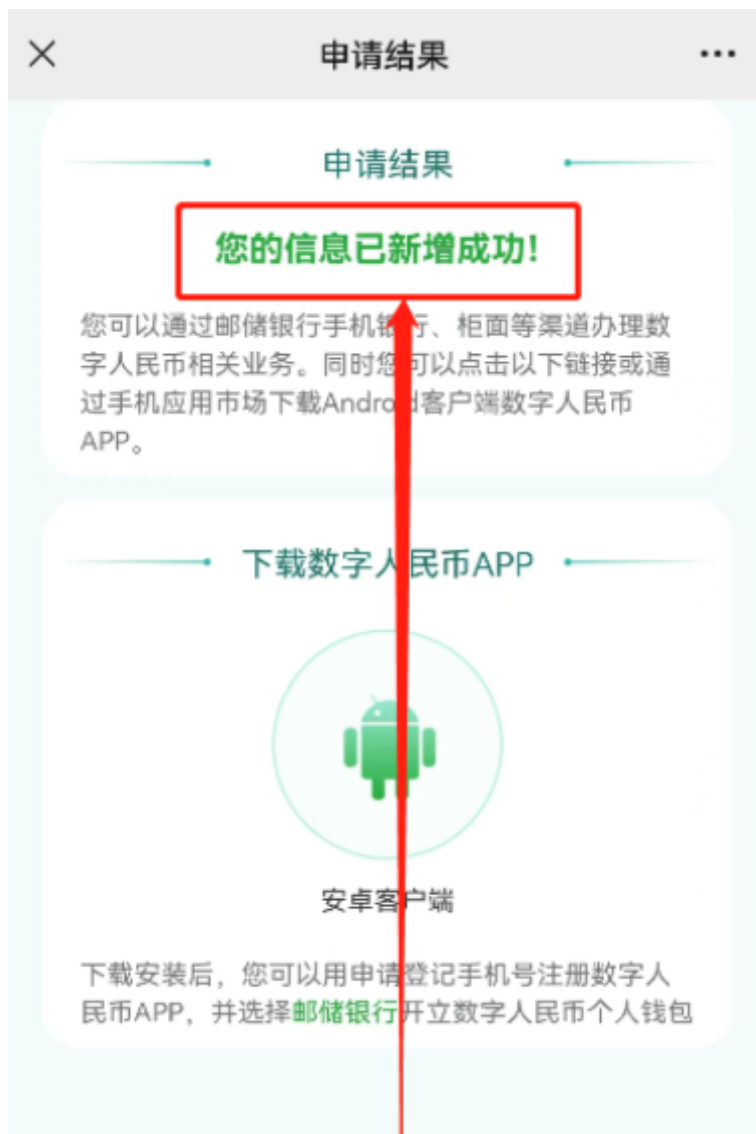 申请结果
申请结果
您的信息已新增成功!
您可以通过邮储银行手机银行、柜面等渠道办理数
字人民币相关业务。同时您可以点击以下链接或通
过手机应用市场下载Android客户端数字人民币
APP。
下载数字人民币APP
安卓客户端
下载安装后，您可以用申请登记手机号注册数字人
民币APP，并选择邮储银行开立数字人民币个人钱包